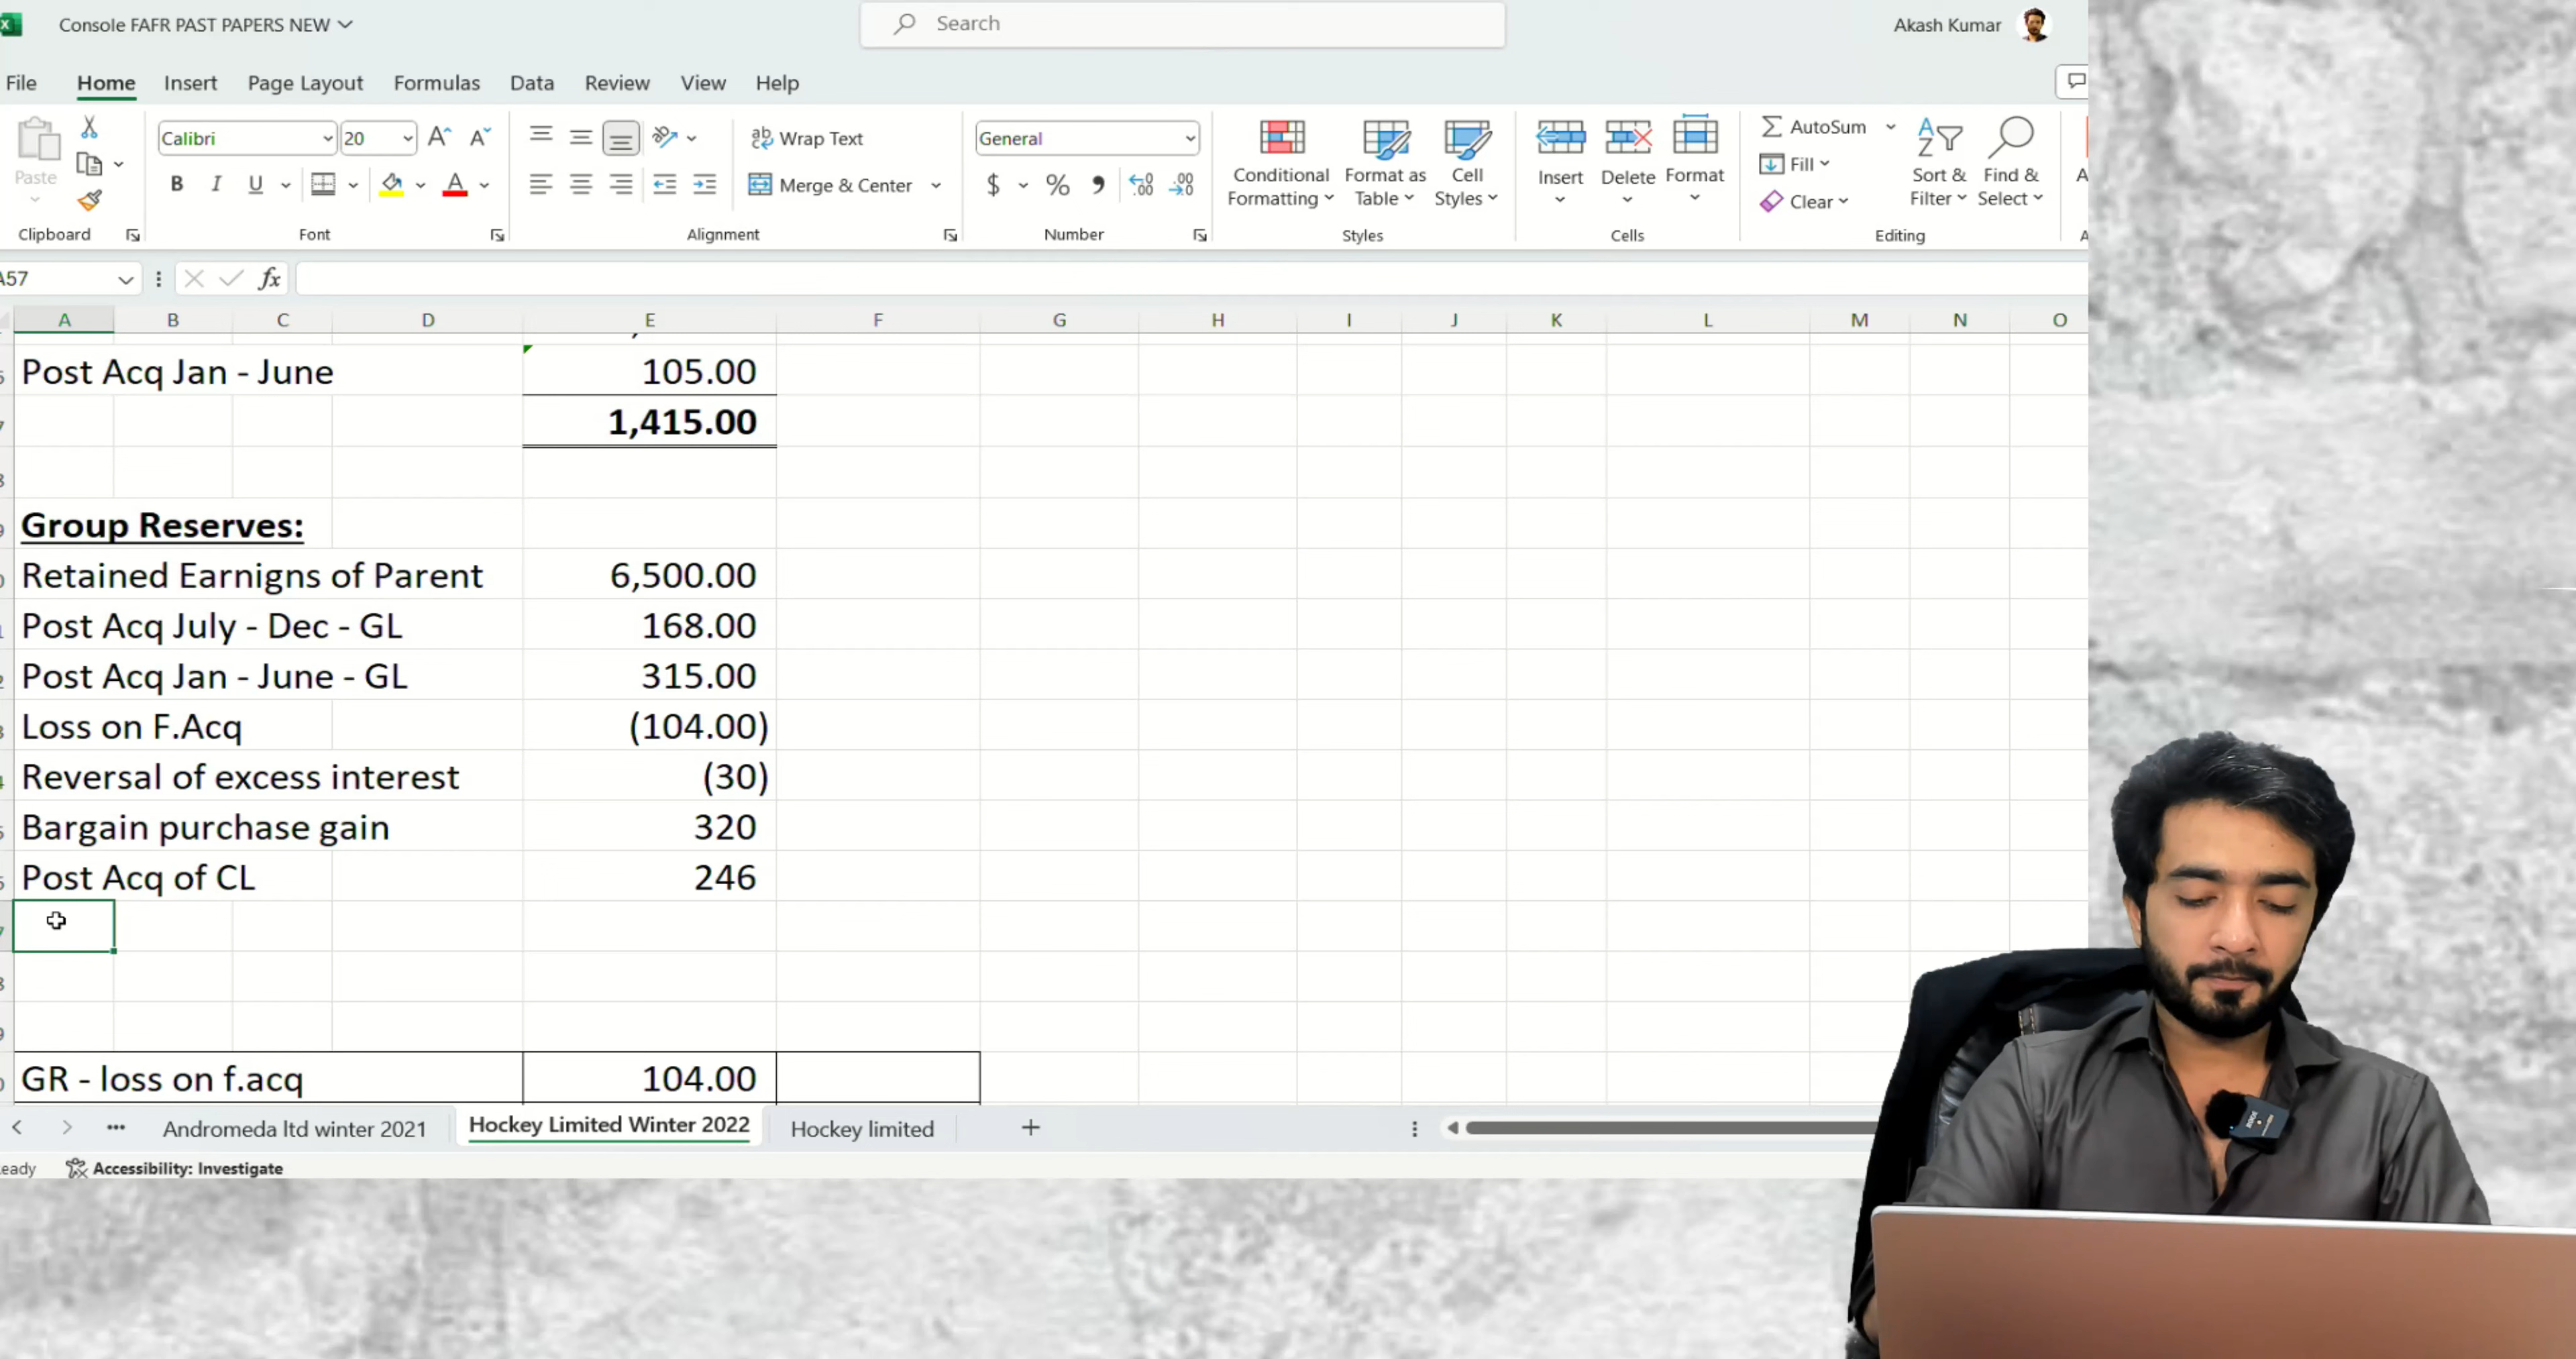 Console FAFR PAST PAPERS NEW
Search
Akash Kumar
File Home Insert Page Layout Formulas Data Review View Help
Paste
Clipboard
Calibri 20
B I U
Font
Wrap Text
Merge & Center
Alignment
General
$ %
Number
Conditional Formatting
Format as Table
Cell Styles
Styles
Insert Delete Format
Cells
AutoSum
Fill
Clear
Sort & Filter
Find & Select
Editing
A57
fx
A B C D E F G H I J K L M N O
Post Acq Jan - June 105.00
1,415.00
Group Reserves:
Retained Earnigns of Parent 6,500.00
Post Acq July - Dec - GL 168.00
Post Acq Jan - June - GL 315.00
Loss on F.Acq (104.00)
Reversal of excess interest (30)
Bargain purchase gain 320
Post Acq of CL 246
GR - loss on f.acq 104.00
Andromeda ltd winter 2021 Hockey Limited Winter 2022 Hockey limited
eady Accessibility: Investigate